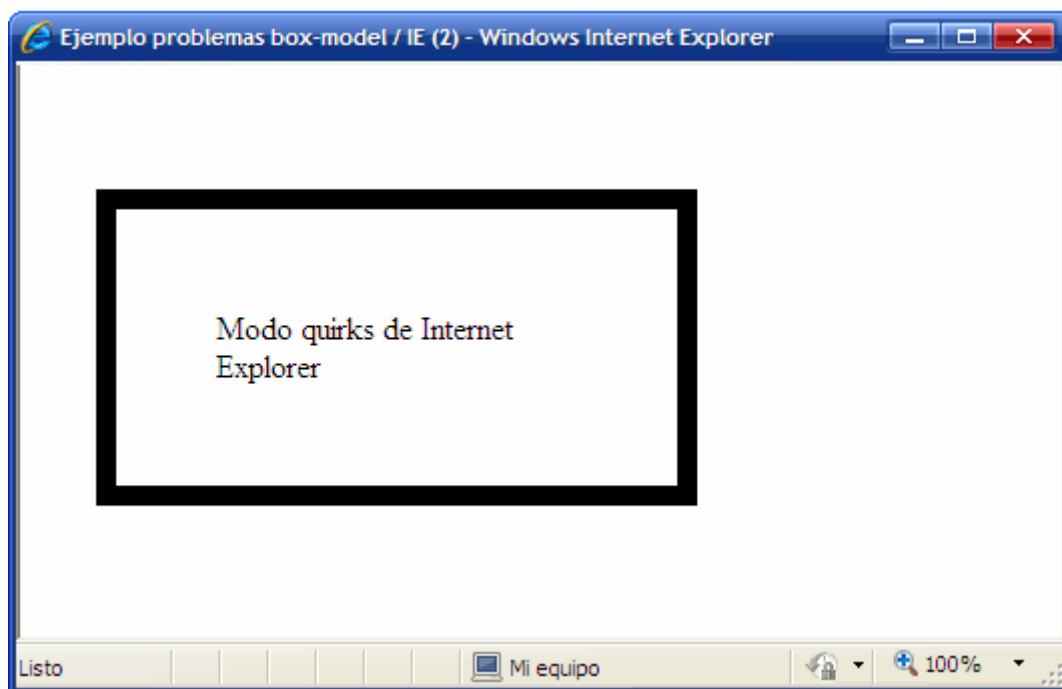 Ejemplo problemas box-model / IE (2) - Windows Internet Explorer
Modo quirks de Internet
Explorer
Listo
Mi equipo
100%